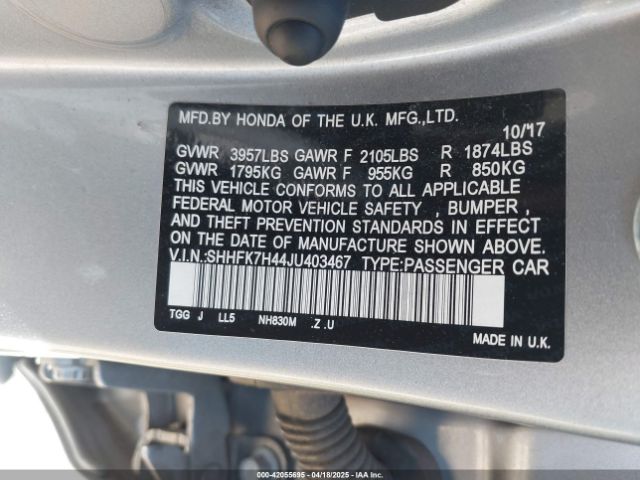 MFD.BY HONDA OF THE U.K. MFG.,LTD.
10/'17
GVWR 3957LBS GAWR F 2105LBS R 1874LBS
GVWR 1795KG GAWR F 955KG R 850KG
THIS VEHICLE CONFORMS TO ALL APPLICABLE
FEDERAL MOTOR VEHICLE SAFETY , BUMPER ,
AND THEFT PREVENTION STANDARDS IN EFFECT
ON THE DATE OF MANUFACTURE SHOWN ABOVE.
V.I.N.:SHHFK7H44JU403467 TYPE:PASSENGER CAR
TGG J LL5 NH830M .Z .U
MADE IN U.K.
000-42055695 - 04/18/2025 - IAAI.COM